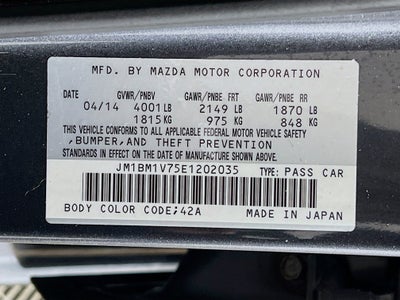 MFD. BY MAZDA MOTOR CORPORATION
DATE GVWR/PNBV GAWR/PNBE FRT GAWR/PNBE RR
04/14 4001LB 2149 LB 1870 LB
1815KG 975 KG 848 KG
THIS VEHICLE CONFORMS TO ALL APPLICABLE FEDERAL MOTOR VEHICLE SAFETY
,BUMPER,AND THEFT PREVENTION
STANDARDS IN EFFECT ON THE DATE OF MANUFACTURE SHOWN ABOVE.
JM1BM1V75E1202035 TYPE: PASS CAR
BODY COLOR CODE;42A MADE IN JAPAN